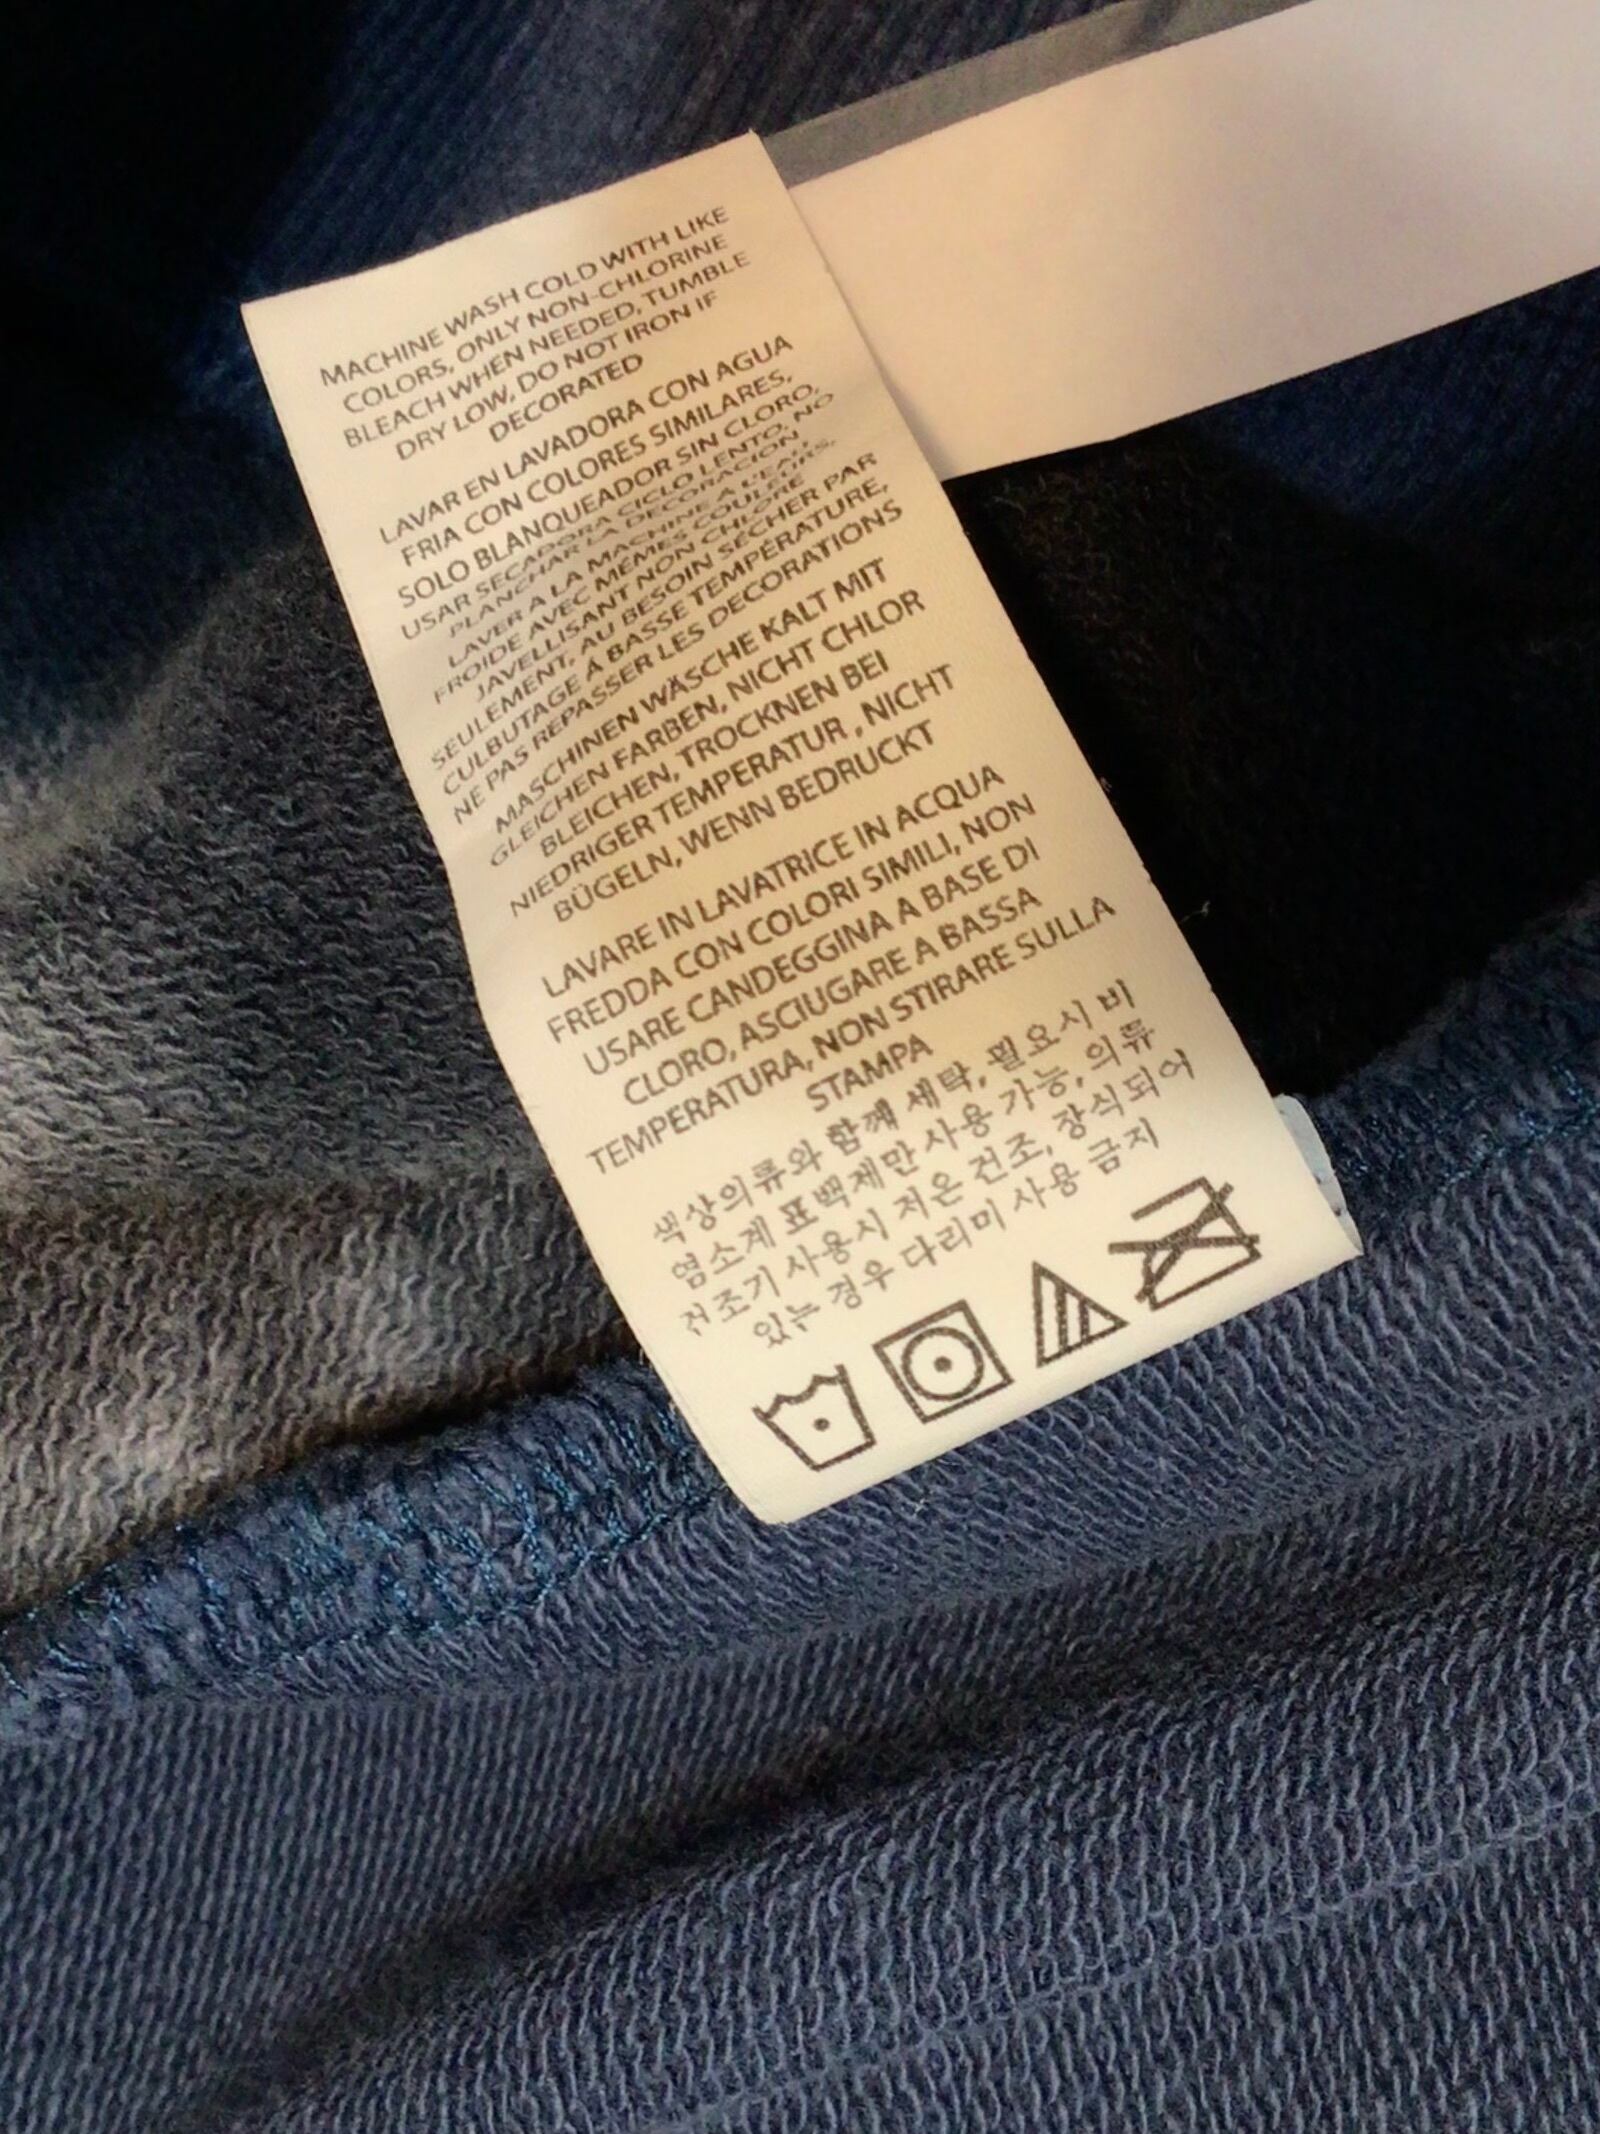 MACHINE WASH COLD WITH LIKE
COLORS, ONLY NON-CHLORINE
BLEACH WHEN NEEDED, TUMBLE
DRY LOW, DO NOT IRON IF
DECORATED
LAVAR EN LAVADORA CON AGUA
FRIA CON COLORES SIMILARES,
SOLO BLANQUEADOR SIN CLORO,
USAR SECADORA CICLO LENTO, NO
PLANCHAR LA DECORACION,
LAVER A LA MACHINE A L'EAU
FROIDE AVEC MÊMES COULEURS.
JAVELLISANT NON CHLORÉ
SEULEMENT, AU BESOIN SÉCHER PAR
CULBUTAGE À BASSE TEMPÉRATURE,
NE PAS REPASSER LES DECORATIONS
MASCHINEN WÄSCHE KALT MIT
GLEICHEN FARBEN, NICHT CHLOR
BLEICHEN, TROCKNEN BEI
NIEDRIGER TEMPERATUR , NICHT
BÜGELN, WENN BEDRUCKT
LAVARE IN LAVATRICE IN ACQUA
FREDDA CON COLORI SIMILI, NON
USARE CANDEGGINA A BASE DI
CLORO, ASCIUGARE A BASSA
TEMPERATURA, NON STIRARE SULLA
STAMPA
색상의류와 함께 세탁, 필요시 비
염소계 표백제만 사용 가능, 의류
건조기 사용시 저온 건조, 장식되어
있는 경우 다리미 사용 금지